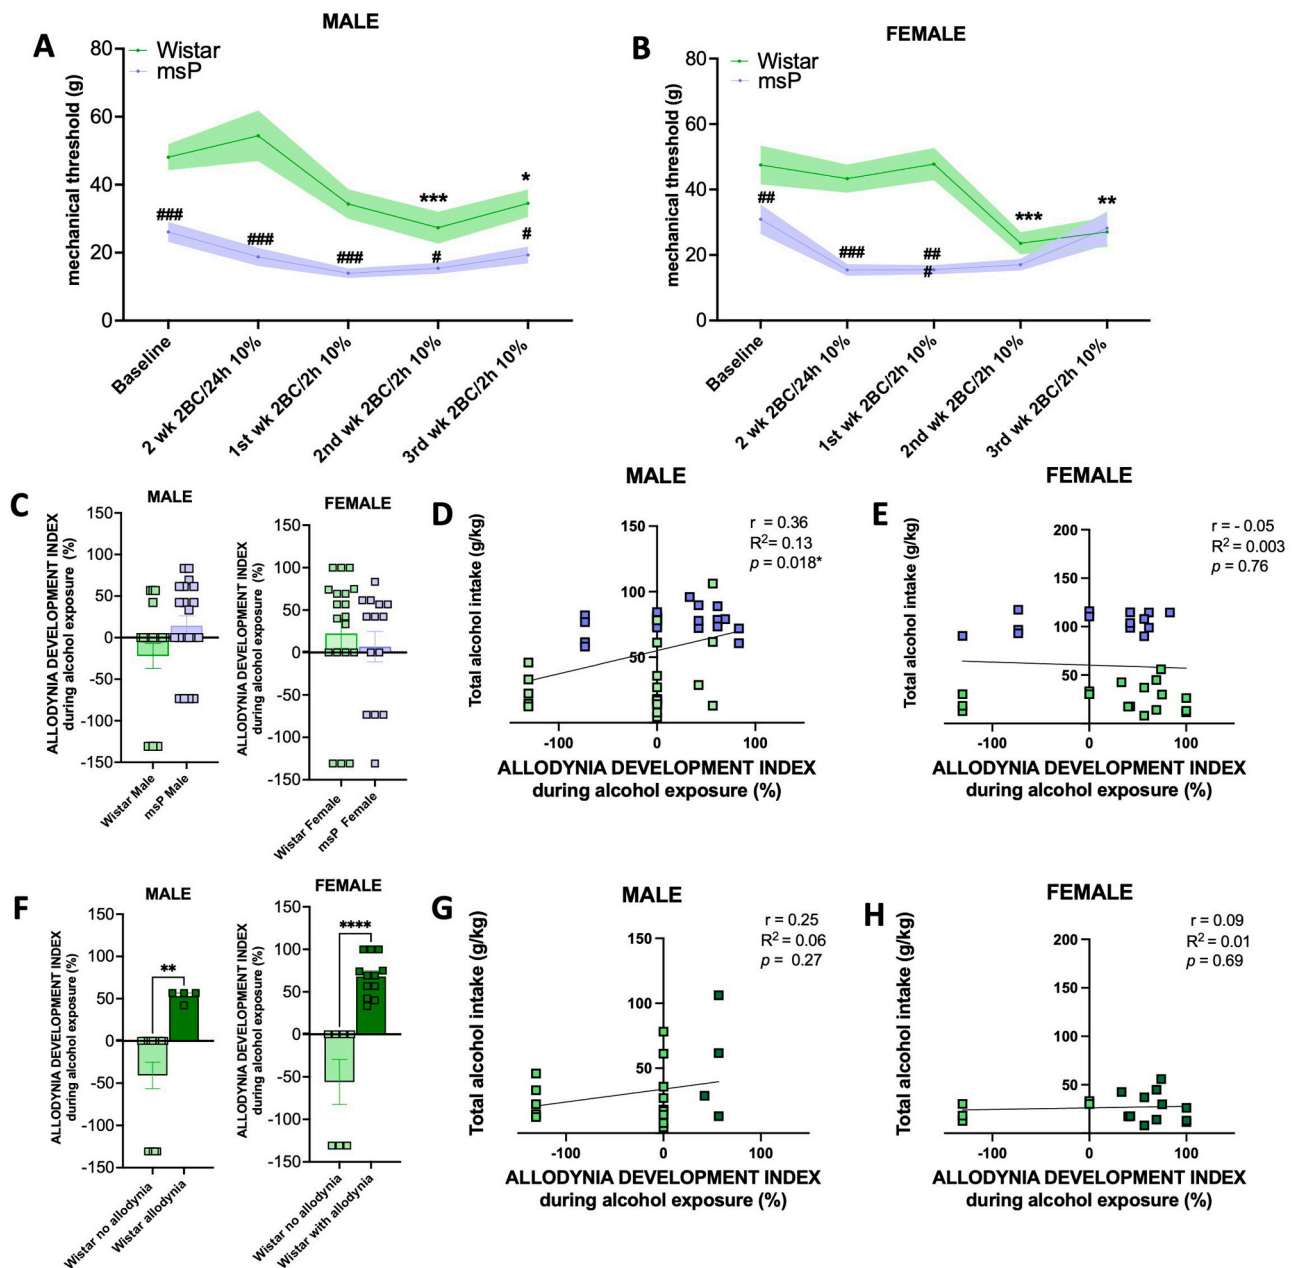 A
MALE
Wistar
msP
mechanical threshold (g)
80
60
40
20
0
###
###
###
***
#
*
#
Baseline
2 wk 2BC/24h 10%
1st wk 2BC/2h 10%
2nd wk 2BC/2h 10%
3rd wk 2BC/2h 10%
B
FEMALE
Wistar
msP
mechanical threshold (g)
80
60
40
20
0
##
###
##
#
***
**
Baseline
2 wk 2BC/24h 10%
1st wk 2BC/2h 10%
2nd wk 2BC/2h 10%
3rd wk 2BC/2h 10%
C
MALE
ALLODYNIA DEVELOPMENT INDEX
during alcohol exposure (%)
150
100
50
0
-50
-100
-150
Wistar Male
msP Male
FEMALE
ALLODYNIA DEVELOPMENT INDEX
during alcohol exposure (%)
150
100
50
0
-50
-100
-150
Wistar Female
msP Female
D
MALE
Total alcohol intake (g/kg)
150
100
50
r = 0.36
R2= 0.13
p = 0.018*
-100
0
100
ALLODYNIA DEVELOPMENT INDEX
during alcohol exposure (%)
E
FEMALE
Total alcohol intake (g/kg)
200
150
100
50
r = - 0.05
R2 = 0.003
p = 0.76
-100
0
100
ALLODYNIA DEVELOPMENT INDEX
during alcohol exposure (%)
F
MALE
ALLODYNIA DEVELOPMENT INDEX
during alcohol exposure (%)
150
100
50
0
-50
-100
-150
**
Wistar no allodynia
Wistar allodynia
FEMALE
ALLODYNIA DEVELOPMENT INDEX
during alcohol exposure (%)
150
100
50
0
-50
-100
-150
****
Wistar no allodynia
Wistar with allodynia
G
MALE
Total alcohol intake (g/kg)
150
100
50
r = 0.25
R2 = 0.06
p = 0.27
-100
0
100
ALLODYNIA DEVELOPMENT INDEX
during alcohol exposure (%)
H
FEMALE
Total alcohol intake (g/kg)
200
150
100
50
r = 0.09
R2 = 0.01
p = 0.69
-100
0
100
ALLODYNIA DEVELOPMENT INDEX
during alcohol exposure (%)